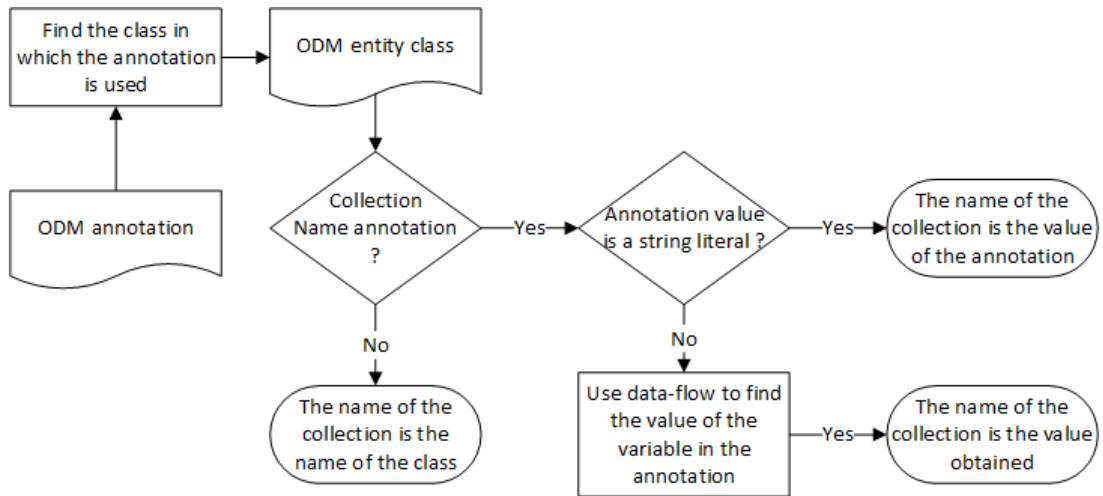 Find the class in
which the annotation
is used
ODM entity class
ODM annotation
Collection
Name annotation
?
Yes
Annotation value
is a string literal ?
Yes
The name of the
collection is the value
of the annotation
No
No
The name of the
collection is the
name of the class
Use data-flow to find
the value of the
variable in the
annotation
Yes
The name of the
collection is the value
obtained